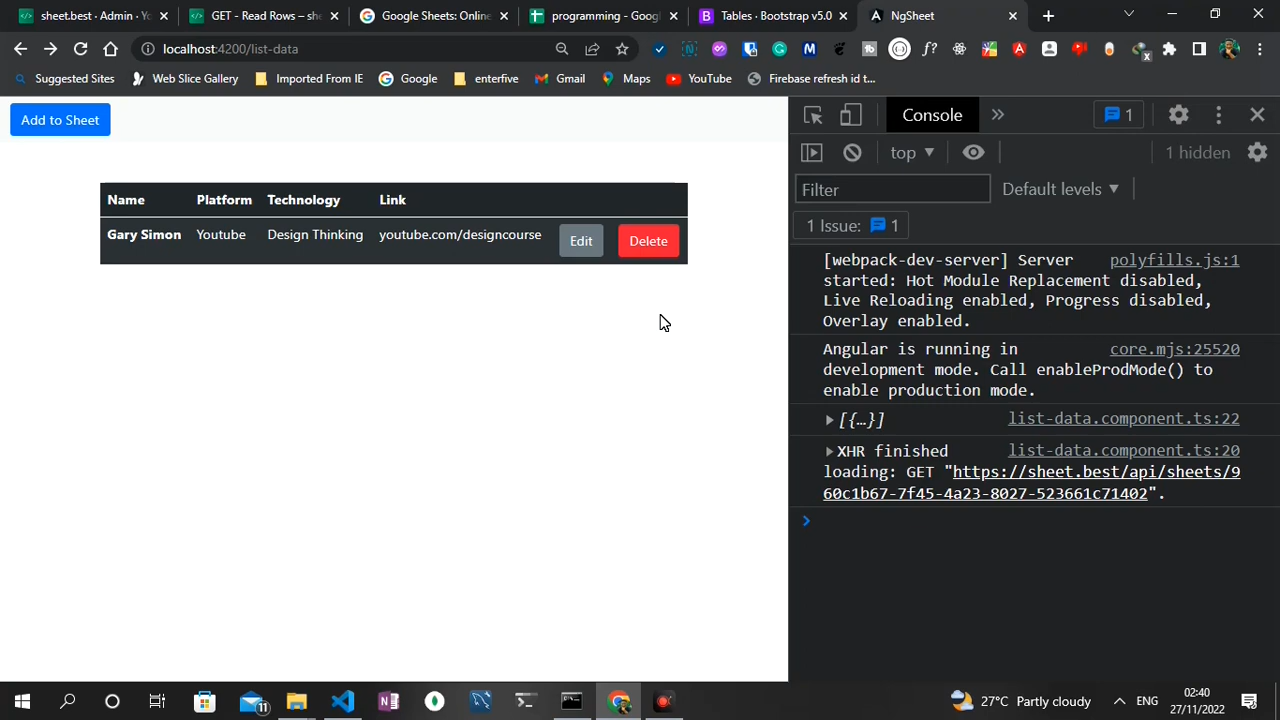 sheet.best - Admin - Yo
GET - Read Rows – she
Google Sheets: Online
programming - Googl
Tables · Bootstrap v5.0
NgSheet
localhost:4200/list-data
Suggested Sites
Web Slice Gallery
Imported From IE
Google
enterfive
Gmail
Maps
YouTube
Firebase refresh id t...
Add to Sheet
Name Platform Technology Link
Gary Simon Youtube Design Thinking youtube.com/designcourse Edit Delete
Console
1
top
1 hidden
Filter
Default levels
1 Issue: 1
[webpack-dev-server] Server polyfills.js:1
started: Hot Module Replacement disabled,
Live Reloading enabled, Progress disabled,
Overlay enabled.
Angular is running in core.mjs:25520
development mode. Call enableProdMode() to
enable production mode.
[{…}] list-data.component.ts:22
XHR finished list-data.component.ts:20
loading: GET "https://sheet.best/api/sheets/9
60c1b67-7f45-4a23-8027-523661c71402".
11
27°C Partly cloudy
ENG
02:40
27/11/2022